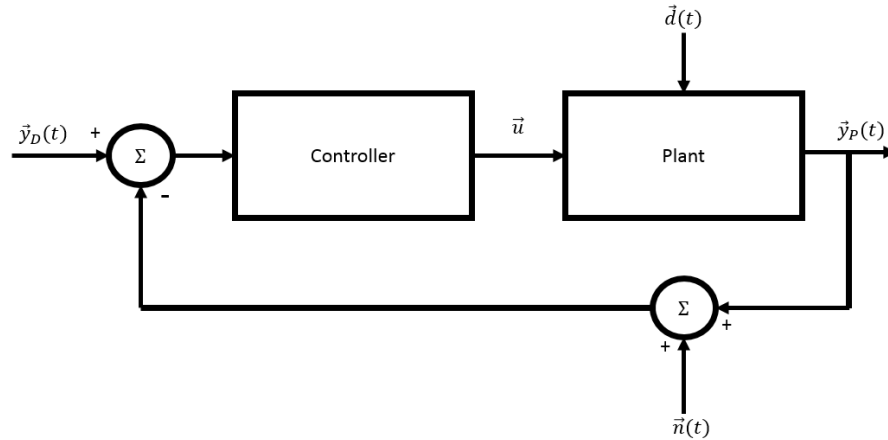 d⃗(t)
y⃗_D(t) + Σ Controller u⃗ Plant y⃗_P(t)
-
Σ
+ +
n⃗(t)